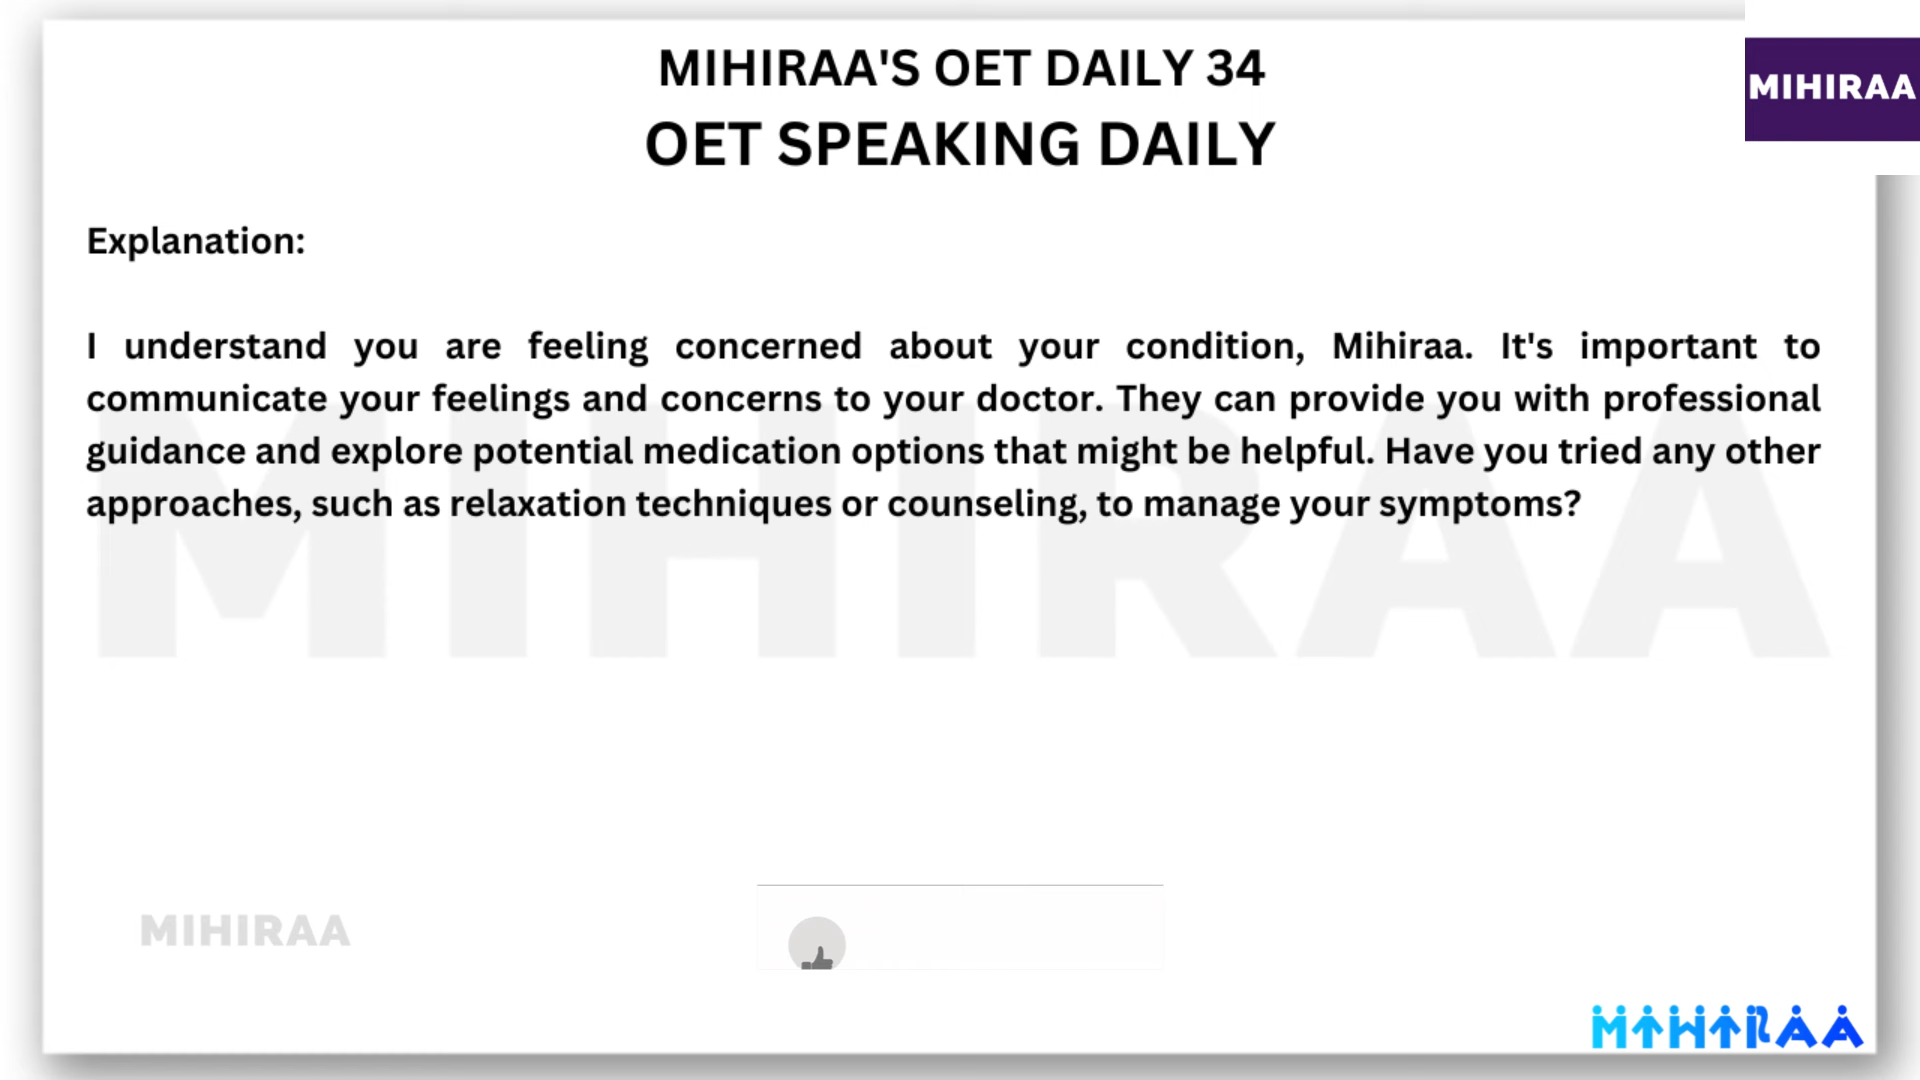 MIHIRAA'S OET DAILY 34
OET SPEAKING DAILY
MIHIRAA
Explanation:
I understand you are feeling concerned about your condition, Mihiraa. It's important to
communicate your feelings and concerns to your doctor. They can provide you with professional
guidance and explore potential medication options that might be helpful. Have you tried any other
approaches, such as relaxation techniques or counseling, to manage your symptoms?
MIHIRAA
MIHIRAA
MIHIRAA